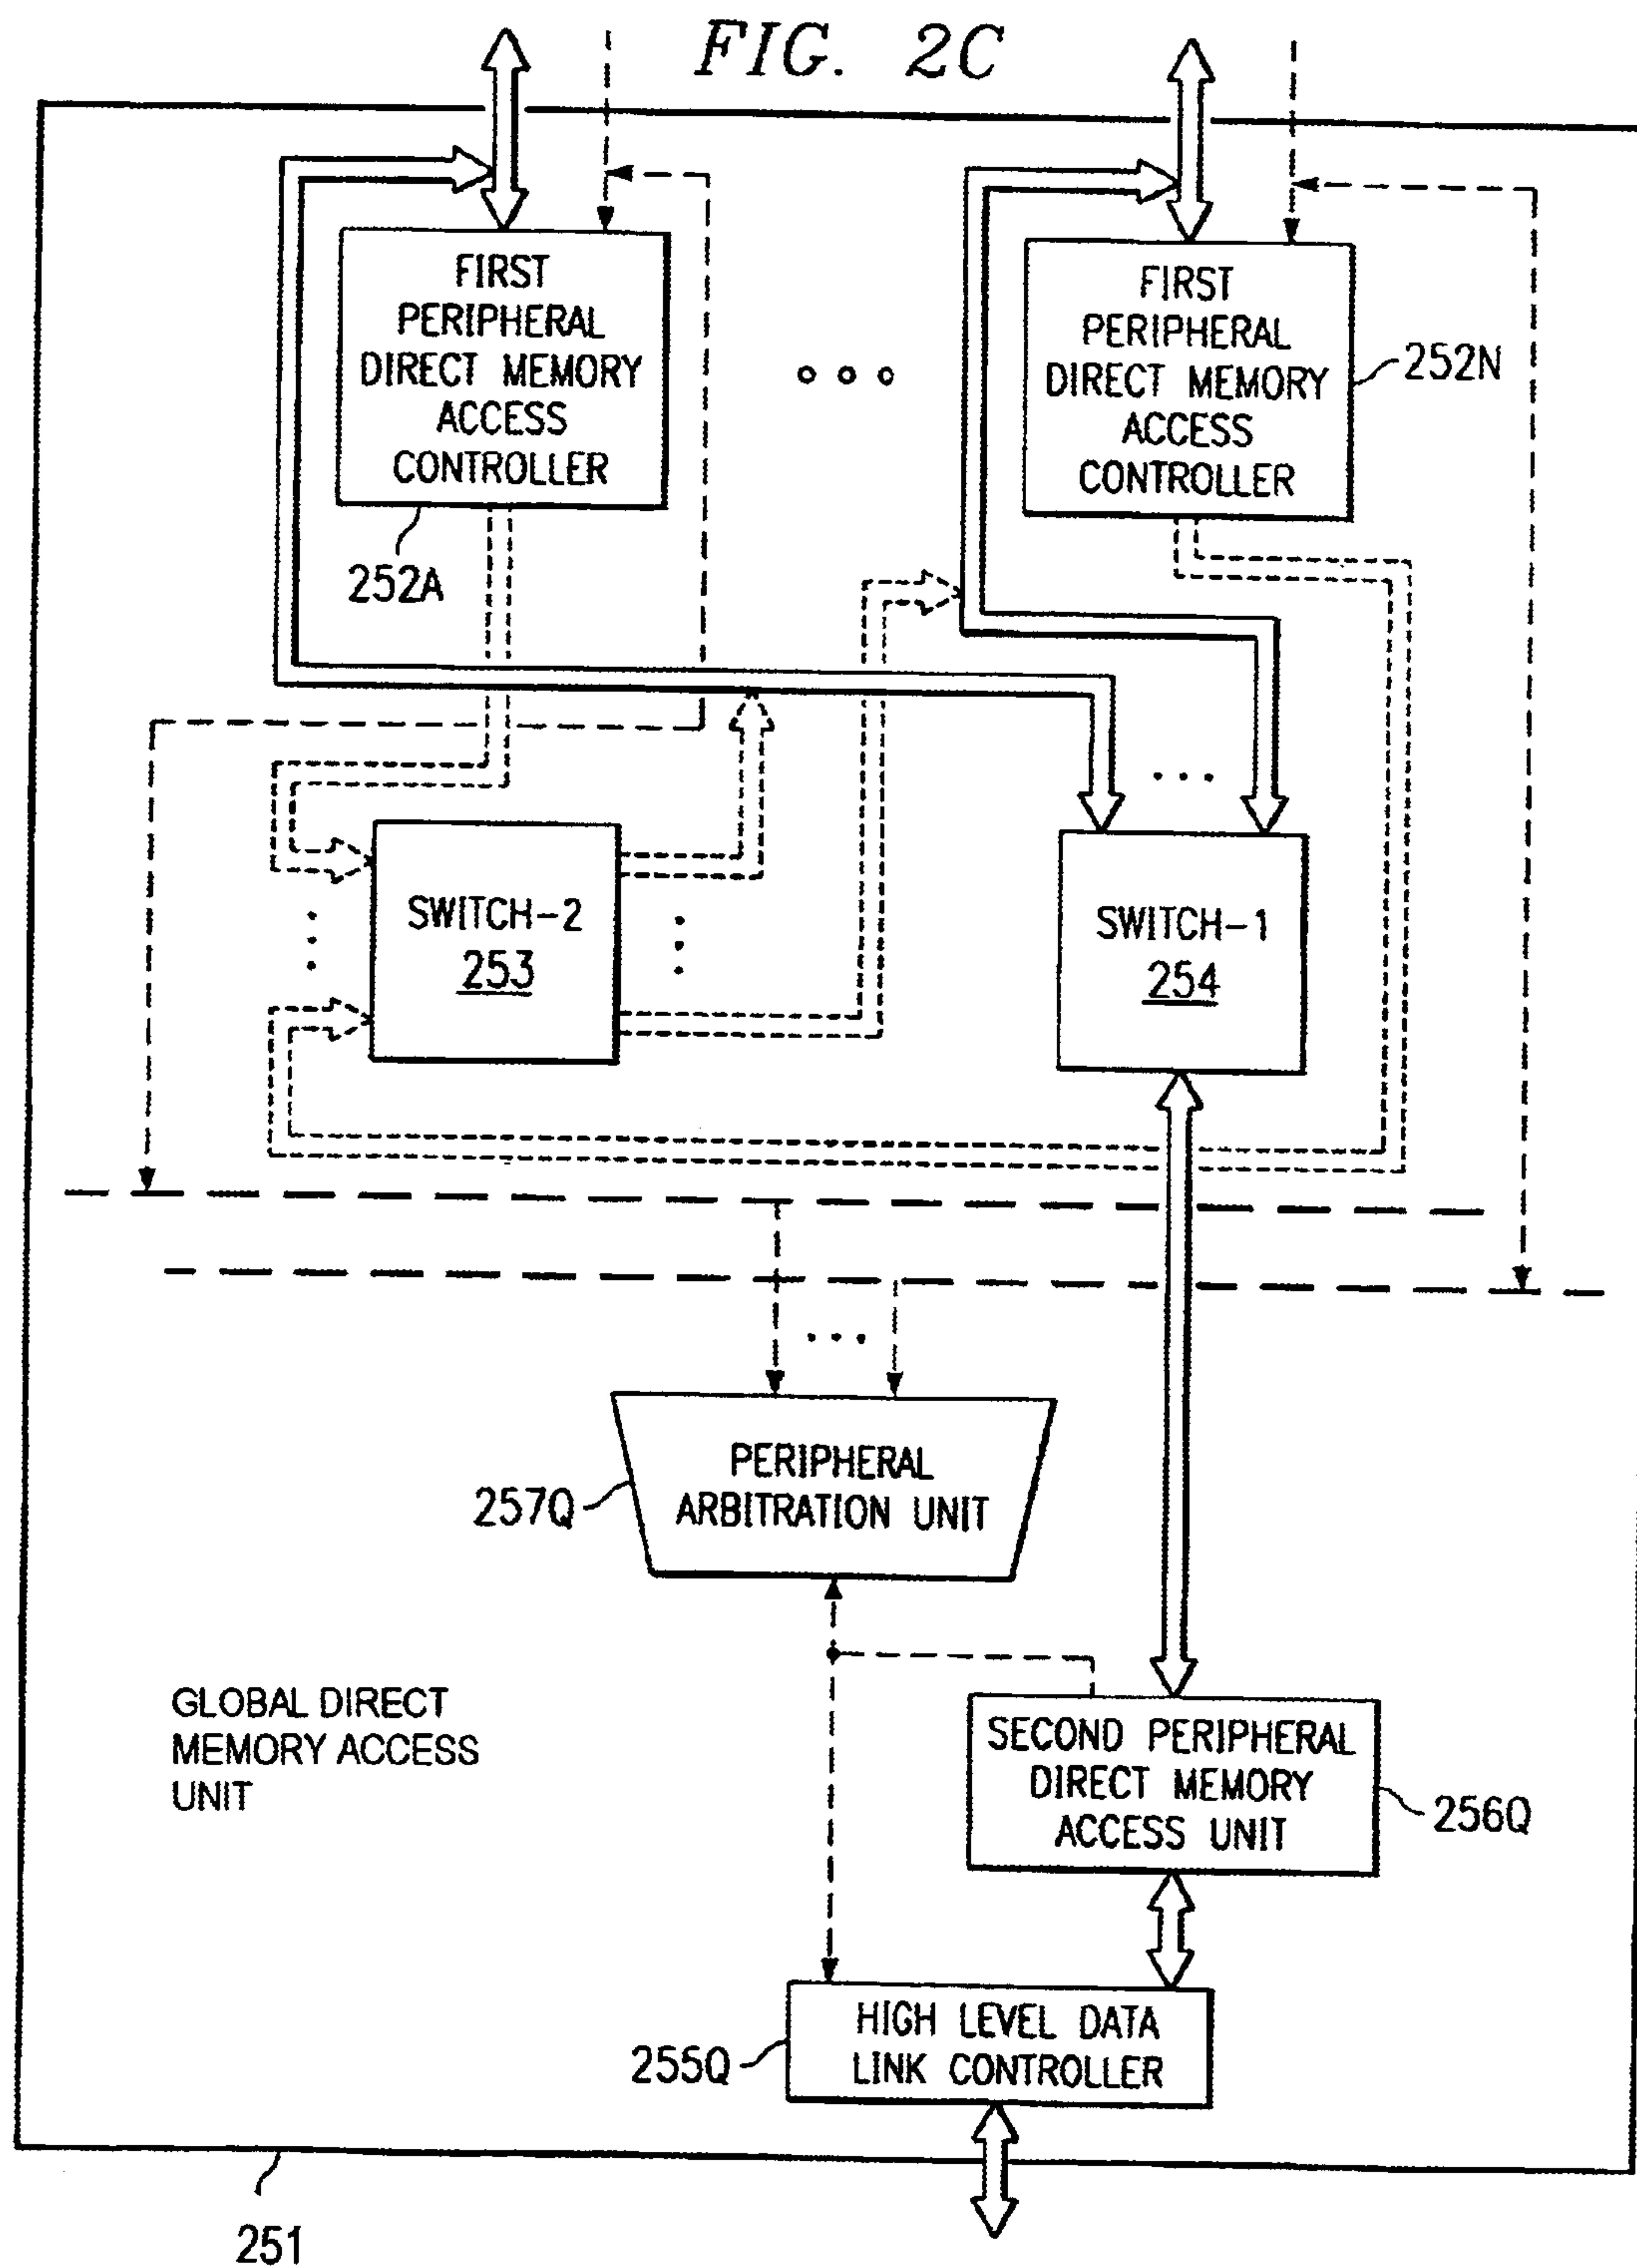 FIG. 2C
FIRST
PERIPHERAL
DIRECT MEMORY
ACCESS
CONTROLLER
252A
FIRST
PERIPHERAL
DIRECT MEMORY
ACCESS
CONTROLLER
252N
SWITCH-2
253
SWITCH-1
254
PERIPHERAL
ARBITRATION UNIT
257Q
GLOBAL DIRECT
MEMORY ACCESS
UNIT
SECOND PERIPHERAL
DIRECT MEMORY
ACCESS UNIT
256Q
HIGH LEVEL DATA
LINK CONTROLLER
255Q
251